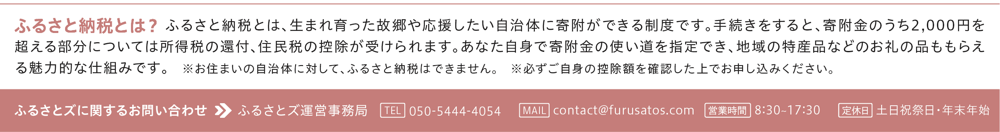 ふるさと納税とは？ ふるさと納税とは、生まれ育った故郷や応援したい自治体に寄附ができる制度です。手続きをすると、寄附金のうち2,000円を
超える部分については所得税の還付、住民税の控除が受けられます。あなた自身で寄附金の使い道を指定でき、地域の特産品などのお礼の品ももらえ
る魅力的な仕組みです。 ※お住まいの自治体に対して、ふるさと納税はできません。 ※必ずご自身の控除額を確認した上でお申し込みください。
ふるさとズに関するお問い合わせ ふるさとズ運営事務局 TEL 050-5444-4054 MAIL contact@furusatos.com 営業時間 8:30~17:30 定休日 土日祝祭日・年末年始